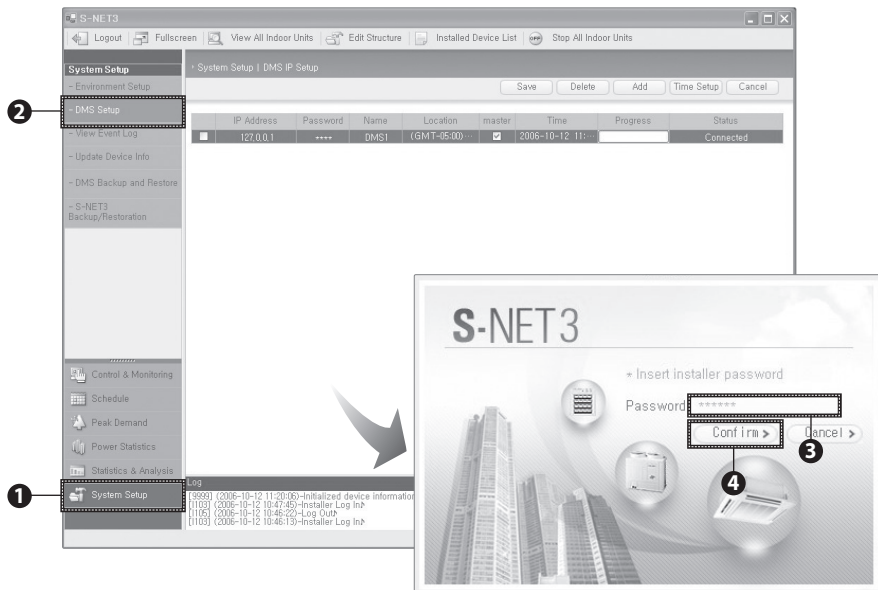 S-NET3
Logout Fullscreen View All Indoor Units Edit Structure Installed Device List OFF Stop All Indoor Units
System Setup
- Environment Setup
- DMS Setup
- View Event Log
- Update Device Info
- DMS Backup and Restore
- S-NET3
Backup/Restoration
System Setup | DMS IP Setup
Save Delete Add Time Setup Cancel
IP Address Password Name Location master Time Progress Status
127.0.0.1 **** DMS1 (GMT-05:00)··· 2006-10-12 11:··· Connected
2
Control & Monitoring
Schedule
Peak Demand
Power Statistics
Statistics & Analysis
System Setup
1
Log
[9999] (2006-10-12 11:20:06)-Initialized device information
[1103] (2006-10-12 10:47:45)-Installer Log In
[1105] (2006-10-12 10:46:22)-Log Out
[1103] (2006-10-12 10:46:13)-Installer Log In
S-NET3
* Insert installer password
Password ******
Confirm > Cancel >
3
4